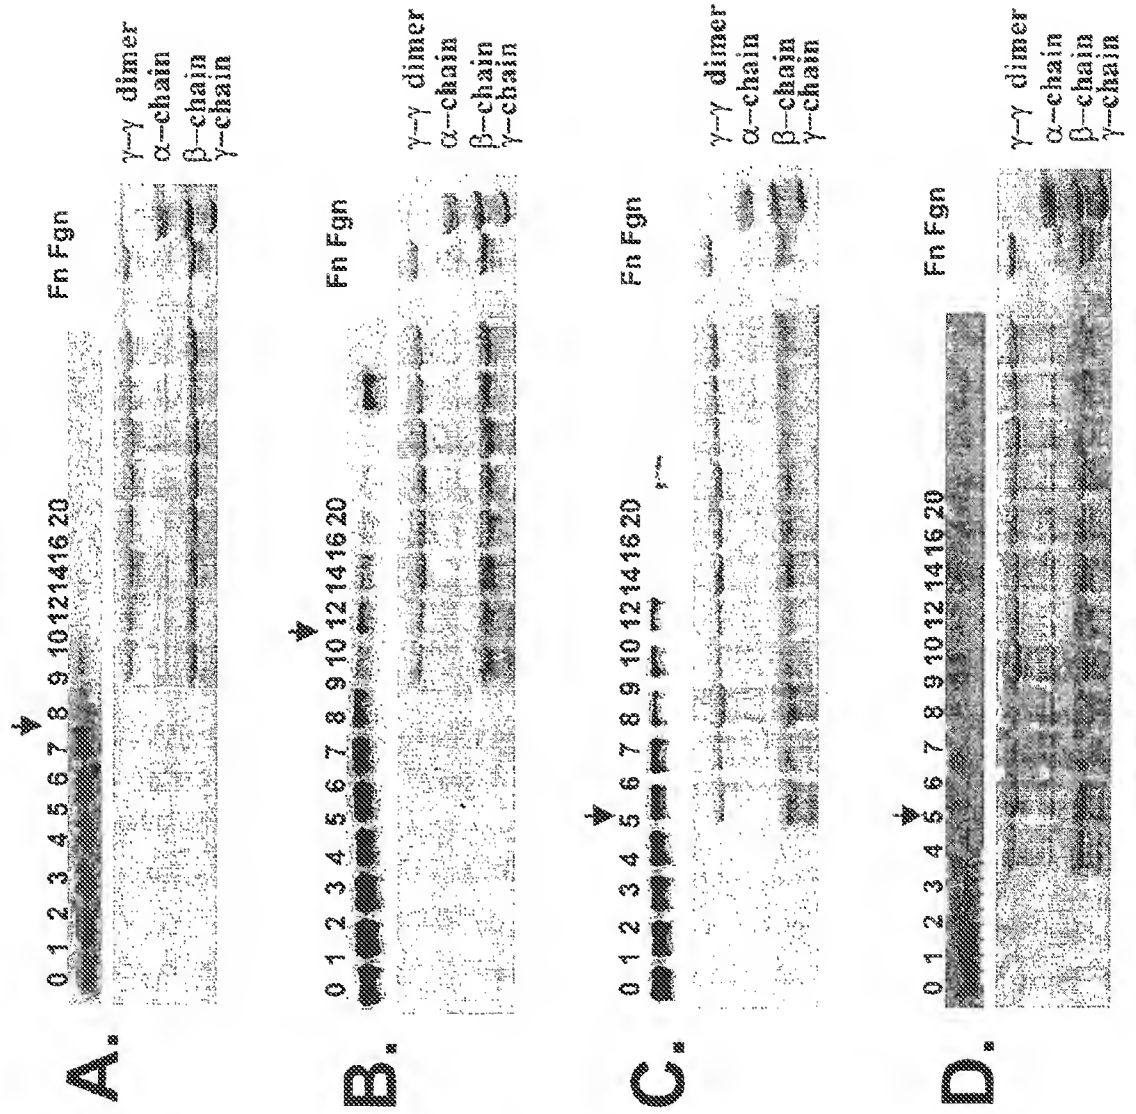 A.
0 1 2 3 4 5 6 7 8 9 10 12 14 16 20 Fn Fgn
γ-γ dimer
α-chain
β-chain
γ-chain
B.
0 1 2 3 4 5 6 7 8 9 10 12 14 16 20 Fn Fgn
γ-γ dimer
α-chain
β-chain
γ-chain
C.
0 1 2 3 4 5 6 7 8 9 10 12 14 16 20 Fn Fgn
γ-γ dimer
α-chain
β-chain
γ-chain
D.
0 1 2 3 4 5 6 7 8 9 10 12 14 16 20 Fn Fgn
γ-γ dimer
α-chain
β-chain
γ-chain